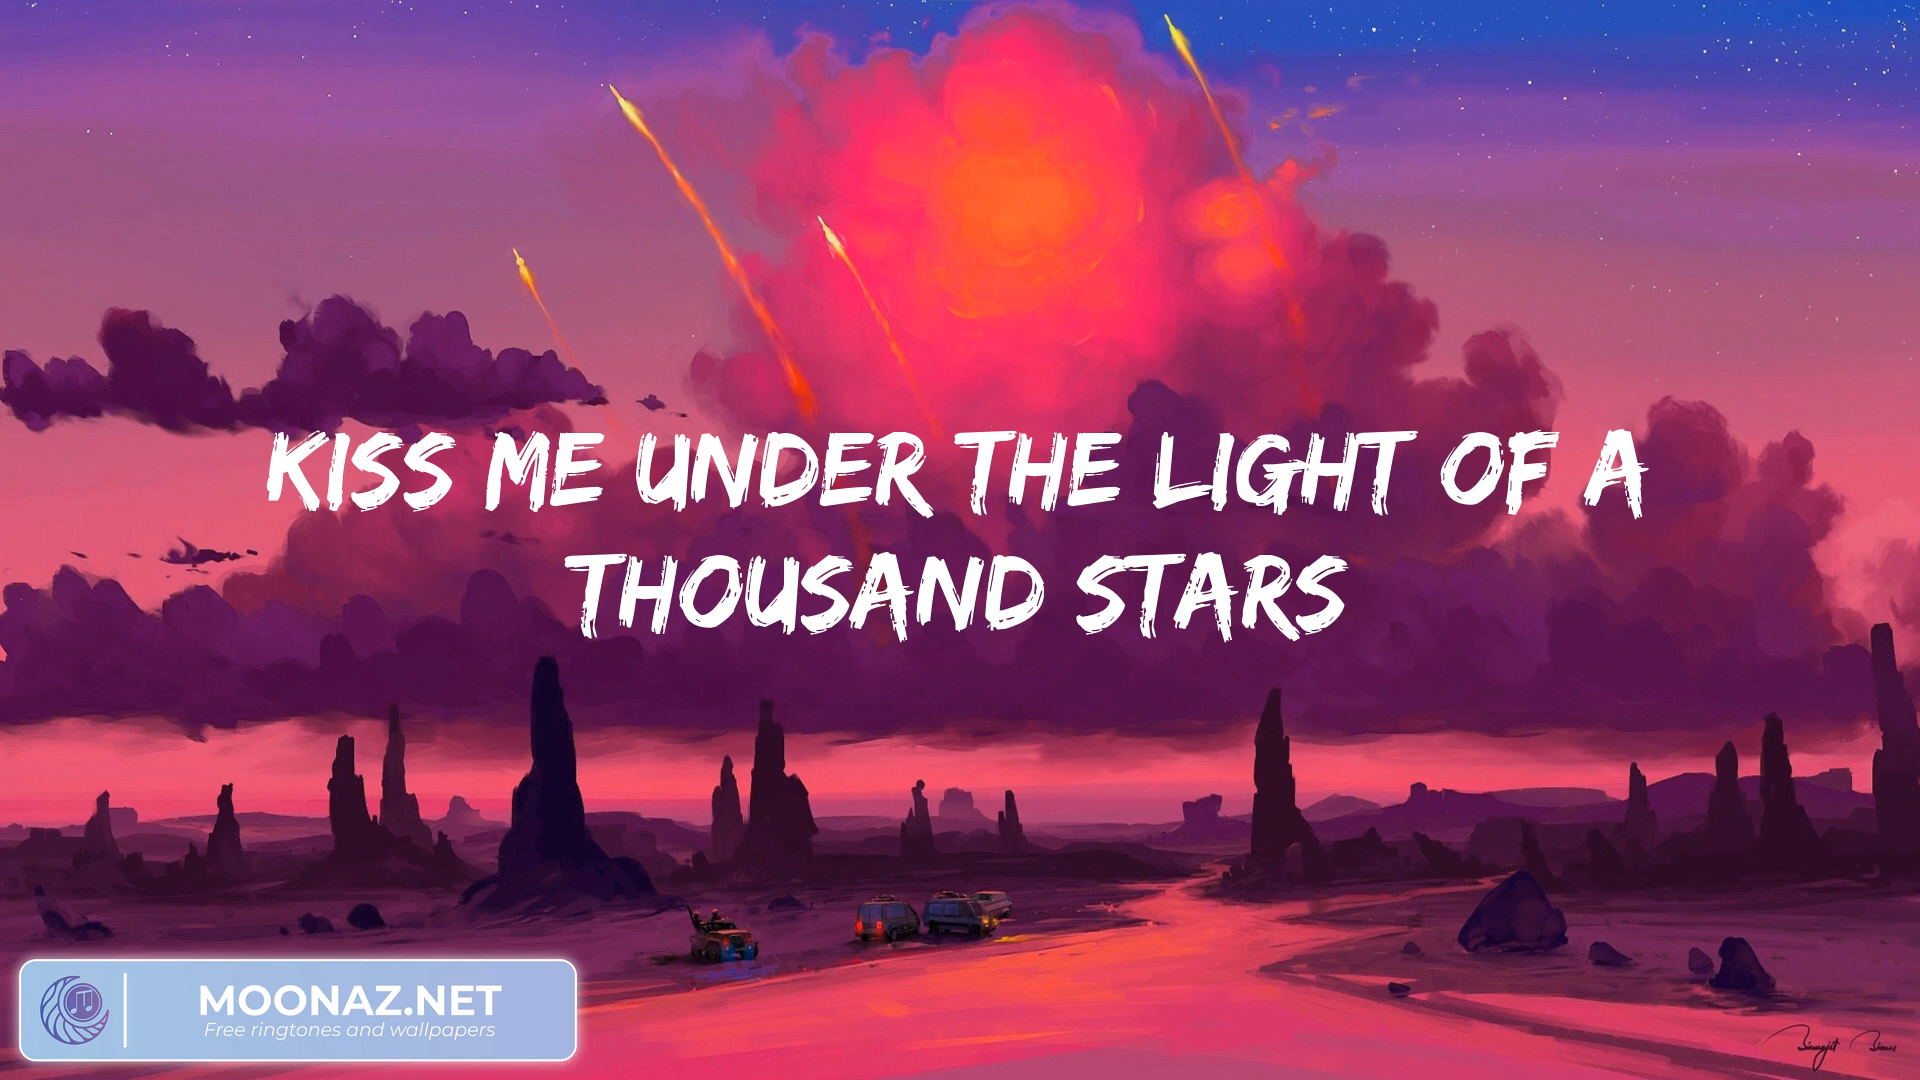 KISS ME UNDER THE LIGHT OF A
THOUSAND STARS
MOONAZ.NET
Free ringtones and wallpapers